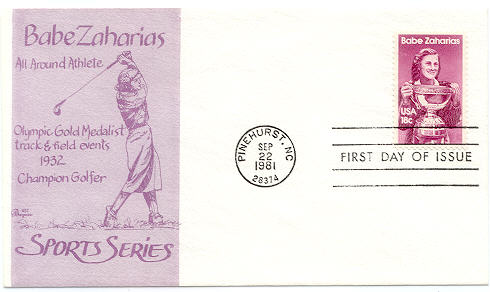 Babe Zaharias
All Around Athlete
Olympic Gold Medalist
track & field events
1932
Champion Golfer
SPORTS SERIES
Babe Zaharias
USA
18c
PINEHURST, NC
SEP
22
1981
28374
FIRST DAY OF ISSUE